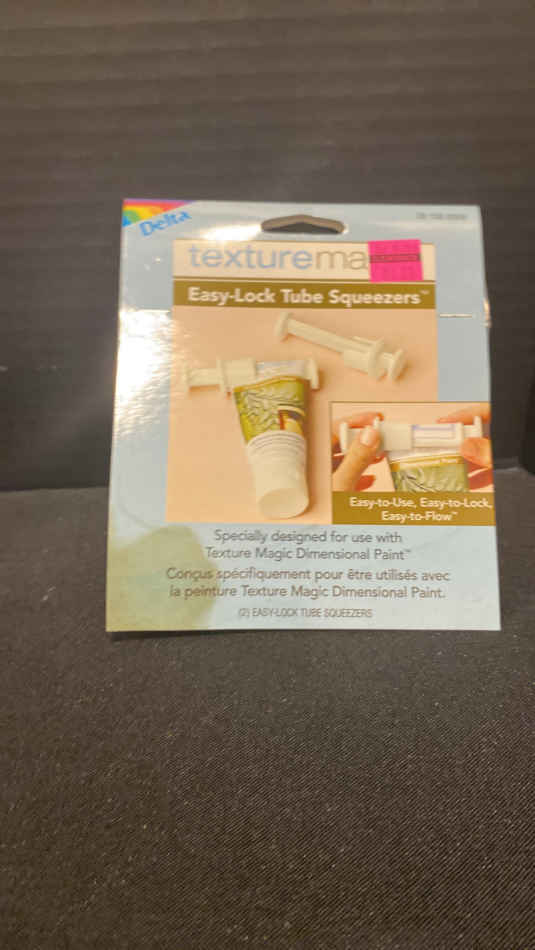 Delta
texture ma
Easy-Lock Tube Squeezers™
Easy-to-Use, Easy-to-Lock,
Easy-to-Flow™
Specially designed for use with
Texture Magic Dimensional Paint™
Conçus spécifiquement pour être utilisés avec
la peinture Texture Magic Dimensional Paint.
(2) EASY-LOCK TUBE SQUEEZERS